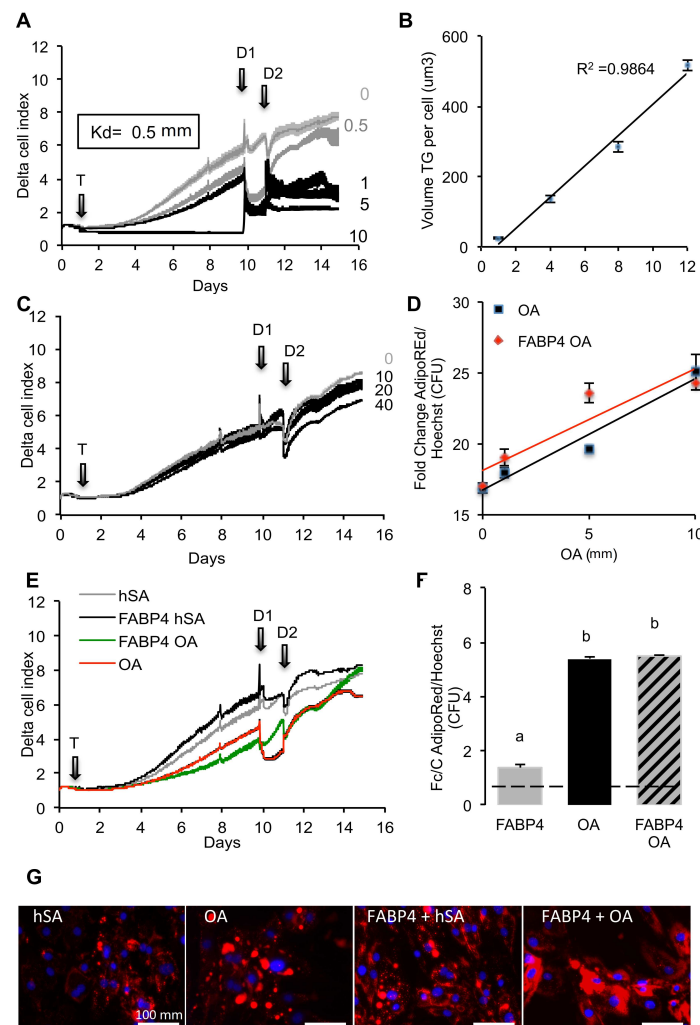 A
12
10
8
6
4
2
0
Delta cell index
Kd= 0.5 mm
T
D1
D2
0
0.5
1
5
10
0 2 4 6 8 10 12 14 16
Days
B
600
400
200
0
Volume TG per cell (um3)
R2 =0.9864
0 2 4 6 8 10 12
C
12
10
8
6
4
2
0
Delta cell index
T
D1
D2
0
10
20
40
0 2 4 6 8 10 12 14 16
Days
D
30
25
20
15
Fold Change AdipoREd/
Hoechst (CFU)
OA
FABP4 OA
0 5 10
OA (mm)
E
12
10
8
6
4
2
0
Delta cell index
hSA
FABP4 hSA
FABP4 OA
OA
T
D1
D2
0 2 4 6 8 10 12 14 16
Days
F
8
6
4
2
0
Fc/C AdipoRed/Hoechst
(CFU)
a
b
b
FABP4 OA FABP4
OA
G
hSA OA FABP4 + hSA FABP4 + OA
100 mm